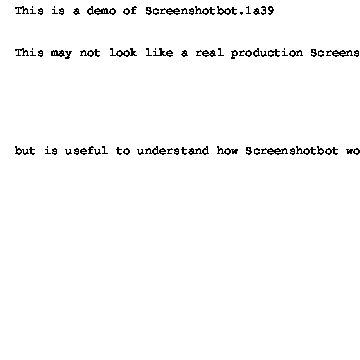 This is a demo of Screenshotbot.1a39
This may not look like a real production Screens
but is useful to understand how Screenshotbot wo